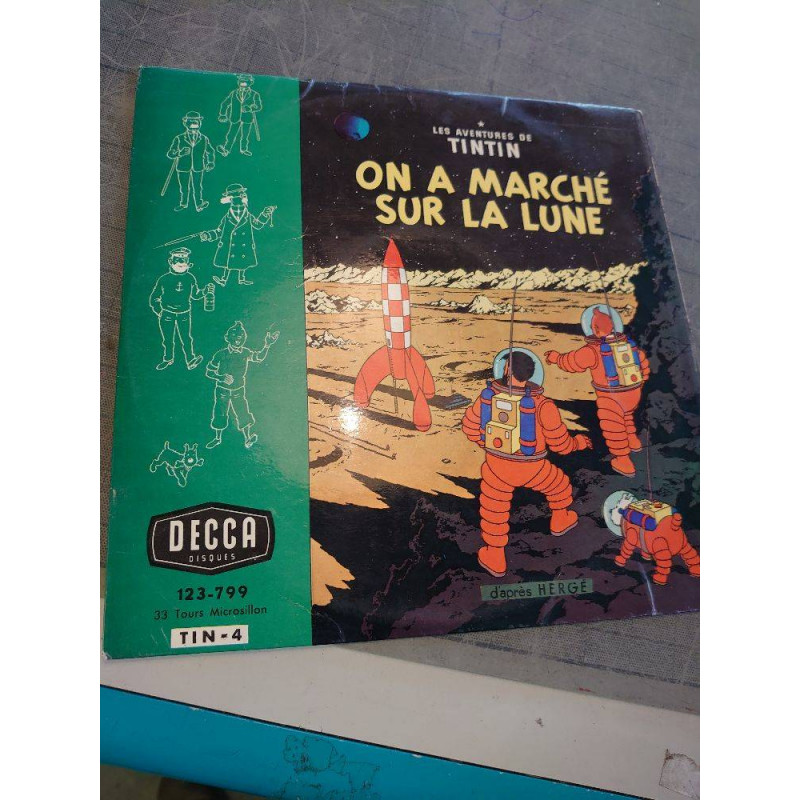 LES AVENTURES DE
TINTIN
ON A MARCHÉ
SUR LA LUNE
DECCA
DISQUES
123-799
33 Tours Microsillon
TIN-4
d'après HERGÉ